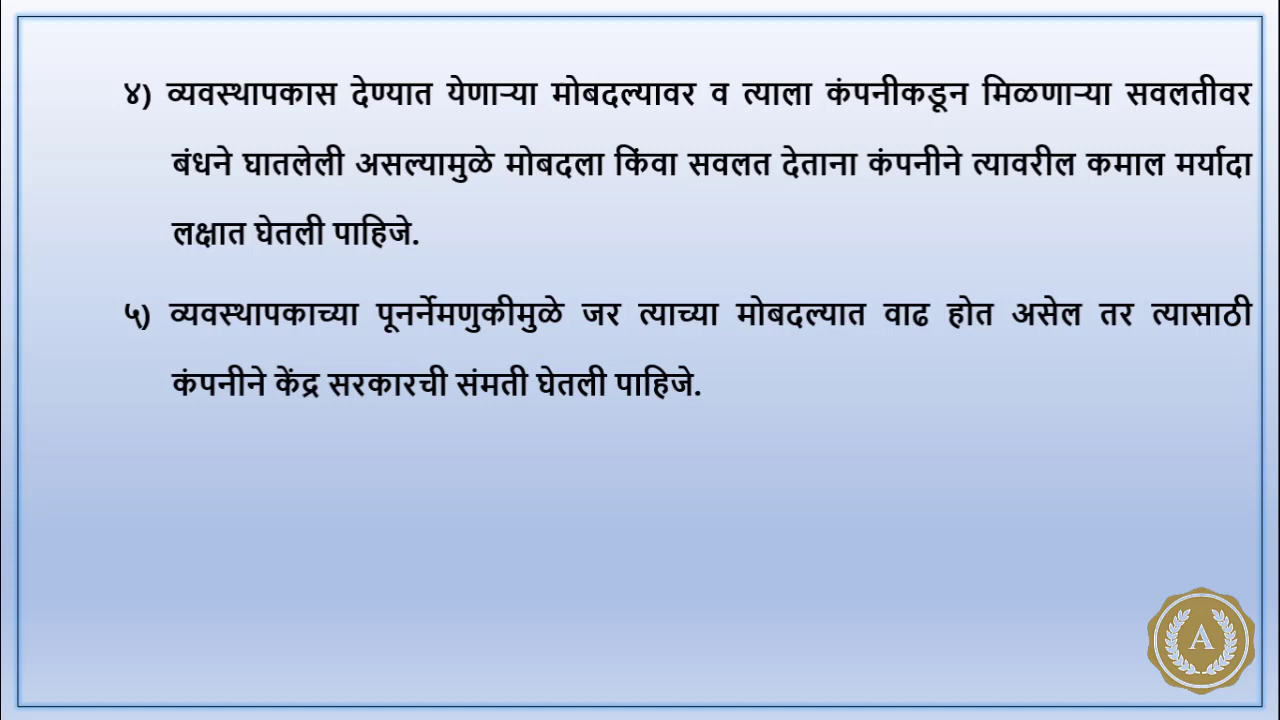 ४) व्यवस्थापकास देण्यात येणाऱ्या मोबदल्यावर व त्याला कंपनीकडून मिळणाऱ्या सवलतीवर
बंधने घातलेली असल्यामुळे मोबदला किंवा सवलत देताना कंपनीने त्यावरील कमाल मर्यादा
लक्षात घेतली पाहिजे.
५) व्यवस्थापकाच्या पूनर्नेमणुकीमुळे जर त्याच्या मोबदल्यात वाढ होत असेल तर त्यासाठी
कंपनीने केंद्र सरकारची संमती घेतली पाहिजे.
A